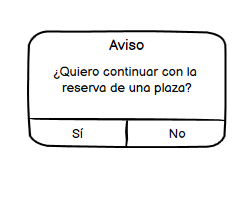 Aviso
¿Quiero continuar con la
reserva de una plaza?
Sí
No